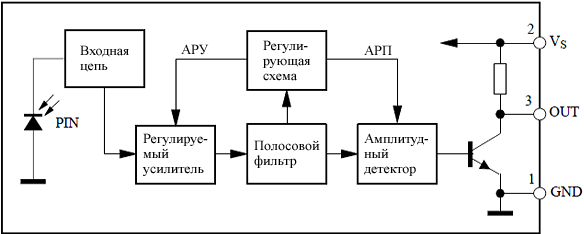 Входная
цепь
АРУ
Регули-
рующая
схема
АРП
2
VS
PIN
3
OUT
Регулируе-
мый
усилитель
Полосовой
фильтр
Амплитуд-
ный
детектор
1
GND